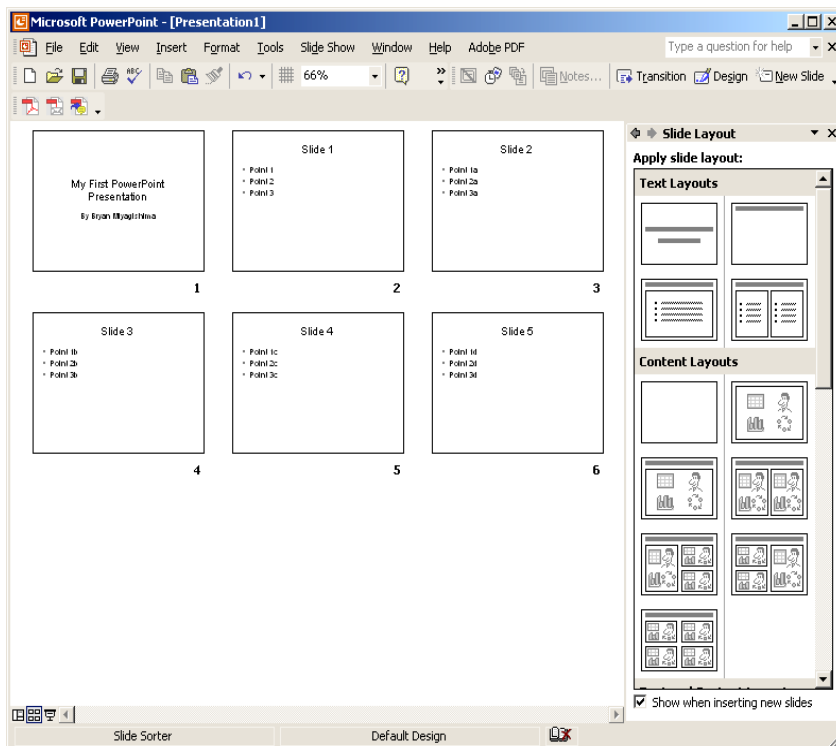 Microsoft PowerPoint - [Presentation1]
File Edit View Insert Format Tools Slide Show Window Help Adobe PDF Type a question for help
66% Notes... Transition Design New Slide
Slide Layout
Apply slide layout:
Text Layouts
Content Layouts
My First PowerPoint
Presentation
By Bryan Miyagishima
1
Slide 1
• Point 1
• Point 2
• Point 3
2
Slide 2
• Point 1a
• Point 2a
• Point 3a
3
Slide 3
• Point 1b
• Point 2b
• Point 3b
4
Slide 4
• Point 1c
• Point 2c
• Point 3c
5
Slide 5
• Point 1d
• Point 2d
• Point 3d
6
Show when inserting new slides
Slide Sorter Default Design